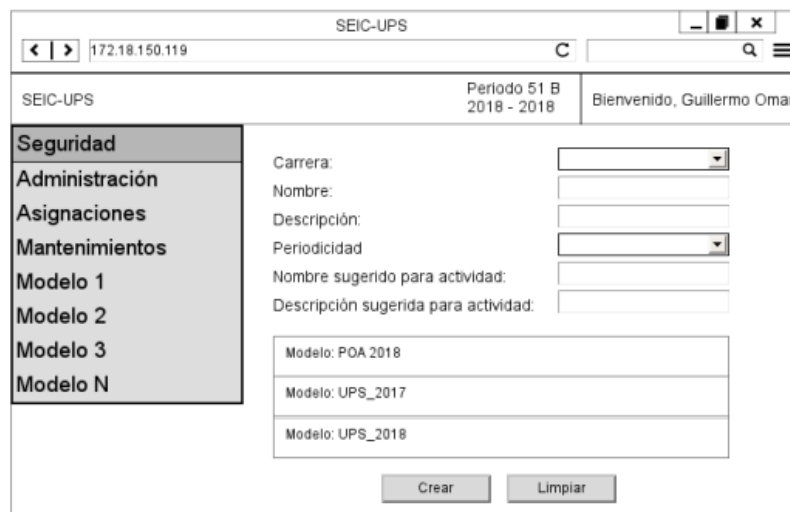 SEIC-UPS
172.18.150.119
SEIC-UPS
Periodo 51 B
2018 - 2018
Bienvenido, Guillermo Omar
Seguridad
Administración
Asignaciones
Mantenimientos
Modelo 1
Modelo 2
Modelo 3
Modelo N
Carrera:
Nombre:
Descripción:
Periodicidad
Nombre sugerido para actividad:
Descripción sugerida para actividad:
Modelo: POA 2018
Modelo: UPS_2017
Modelo: UPS_2018
Crear
Limpiar